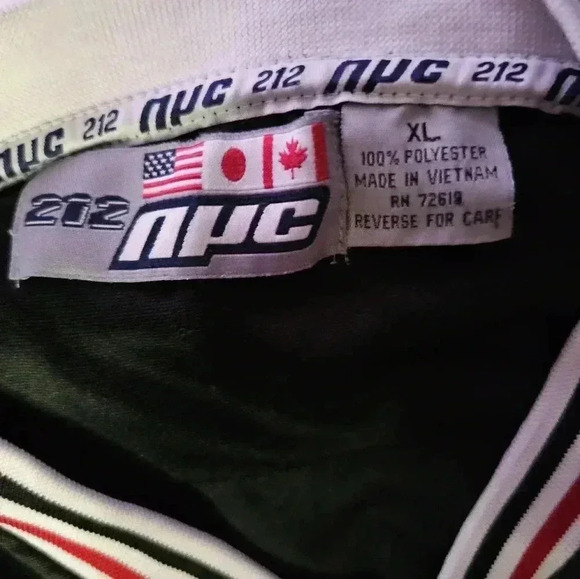 nyc 212 nyc 212 nyc 212 n
212
nyc
XL
100% POLYESTER
MADE IN VIETNAM
RN 72619
REVERSE FOR CARE